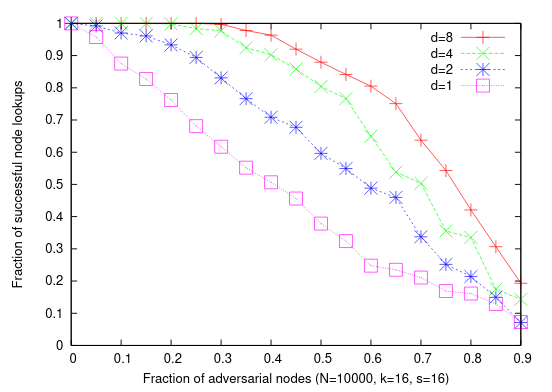 Fraction of successful node lookups
1
0.9
0.8
0.7
0.6
0.5
0.4
0.3
0.2
0.1
0
d=8
d=4
d=2
d=1
0 0.1 0.2 0.3 0.4 0.5 0.6 0.7 0.8 0.9
Fraction of adversarial nodes (N=10000, k=16, s=16)